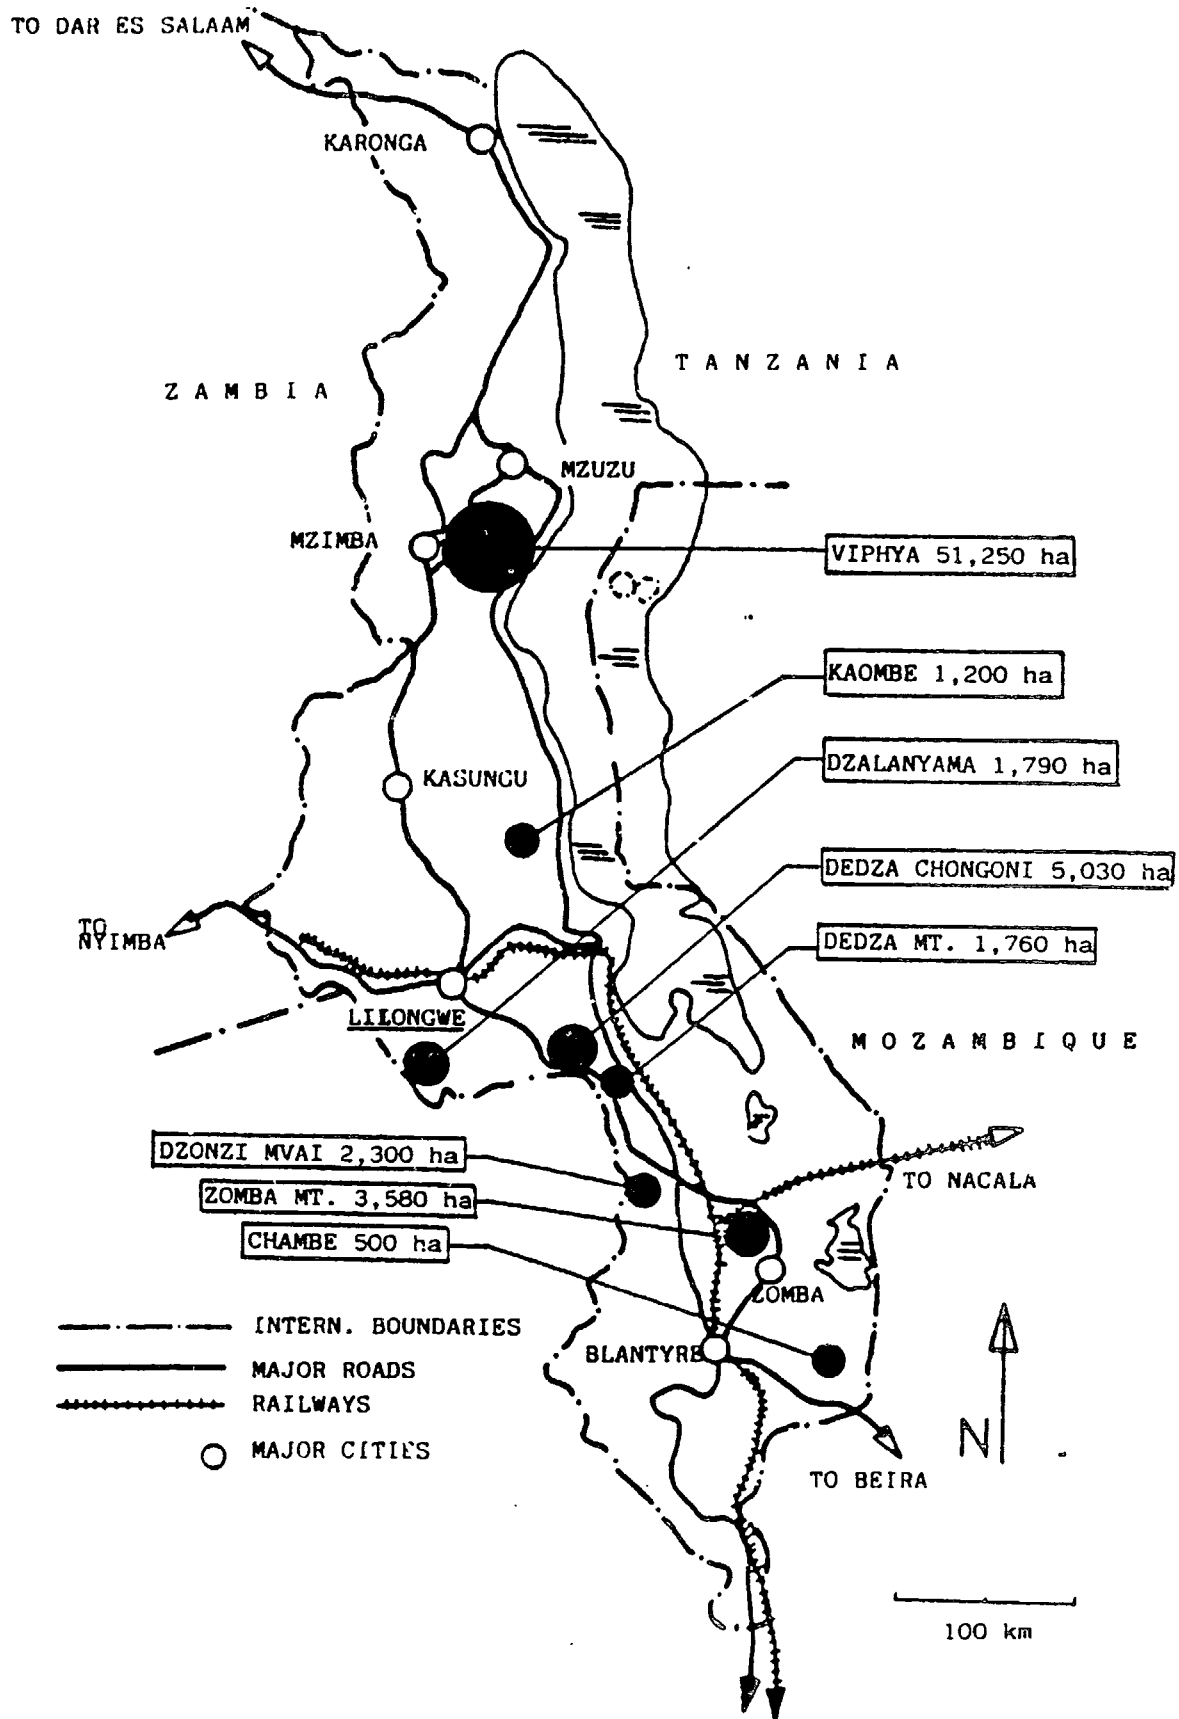 TO DAR ES SALAAM
KARONGA
TANZANIA
ZAMBIA
MZUZU
MZIMBA
VIPHYA 51,250 ha
KAOMBE 1,200 ha
DZALANYAMA 1,790 ha
KASUNGU
DEDZA CHONGONI 5,030 ha
TO
NYIMBA
DEDZA MT. 1,760 ha
LILONGWE
MOZAMBIQUE
DZONZI MVAI 2,300 ha
TO NACALA
ZOMBA MT. 3,580 ha
CHAMBE 500 ha
ZOMBA
INTERN. BOUNDARIES
BLANTYRE
MAJOR ROADS
RAILWAYS
MAJOR CITIES
N
TO BEIRA
100 km